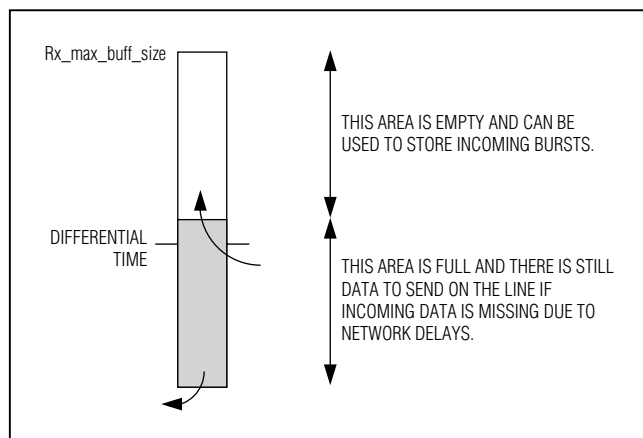 Rx_max_buff_size
THIS AREA IS EMPTY AND CAN BE
USED TO STORE INCOMING BURSTS.
DIFFERENTIAL
TIME
THIS AREA IS FULL AND THERE IS STILL
DATA TO SEND ON THE LINE IF
INCOMING DATA IS MISSING DUE TO
NETWORK DELAYS.